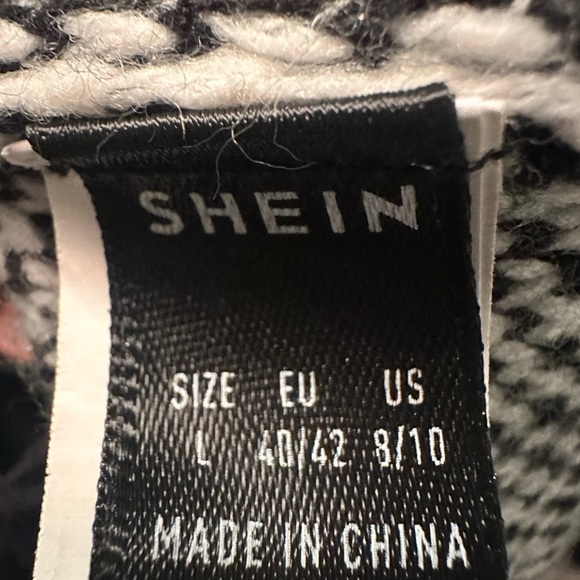 SHEIN
SIZE EU US
L 40/42 8/10
MADE IN CHINA